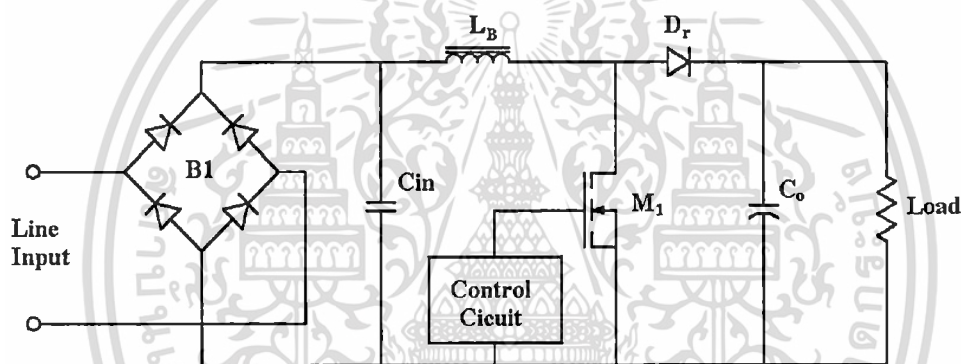 L_B
D_r
B1
Cin
M_1
C_o
Load
Line
Input
Control
Cicuit